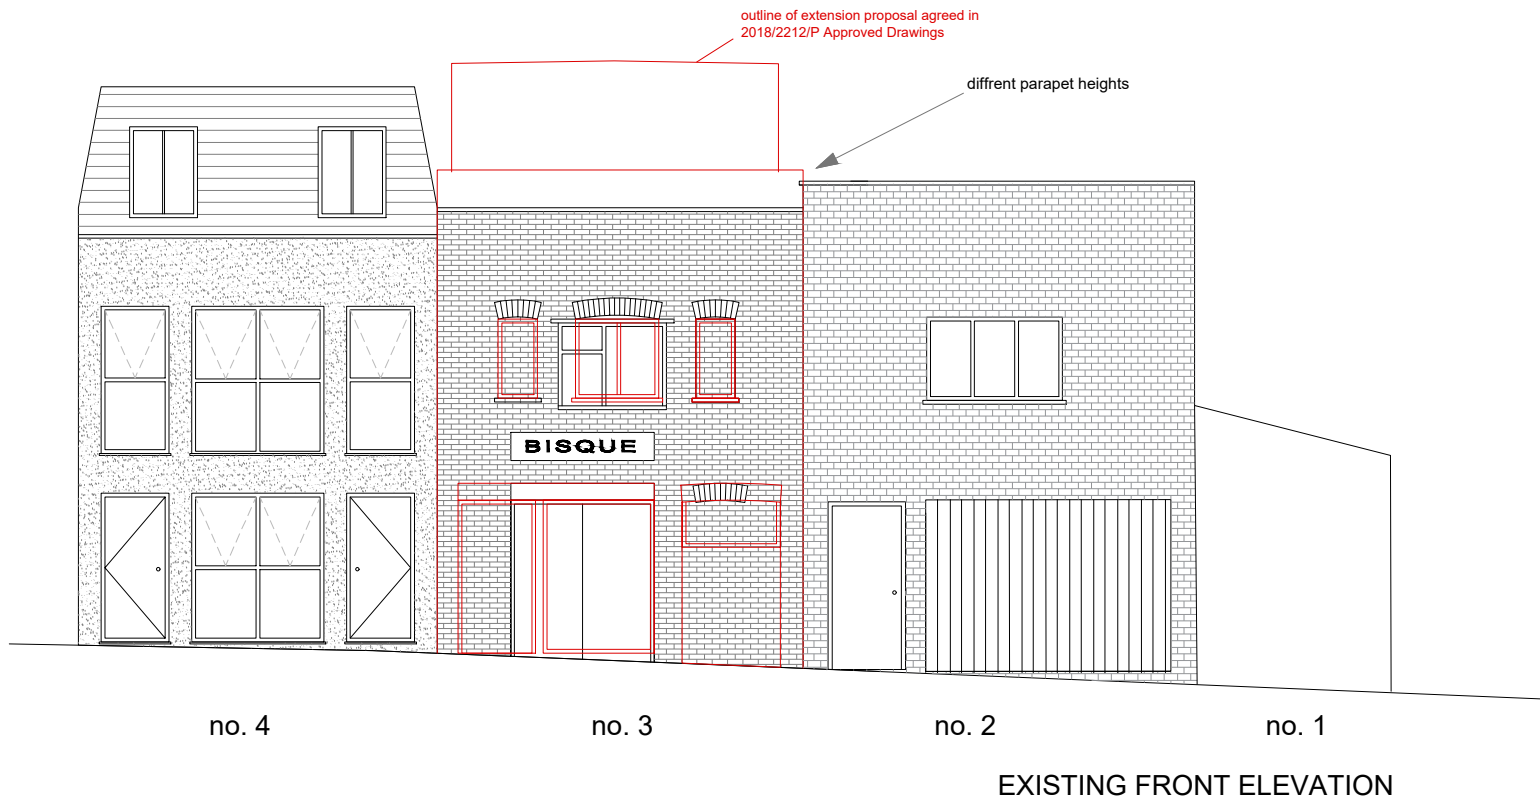 outline of extension proposal agreed in
2018/2212/P Approved Drawings
diffrent parapet heights
BISQUE
no. 4
no. 3
no. 2
no. 1
EXISTING FRONT ELEVATION